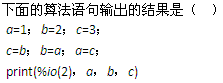 下面的算法语句输出的结果是（ ）
a=1；b=2；c=3；
c=b；b=a；a=c；
print(%io(2)，a，b，c)